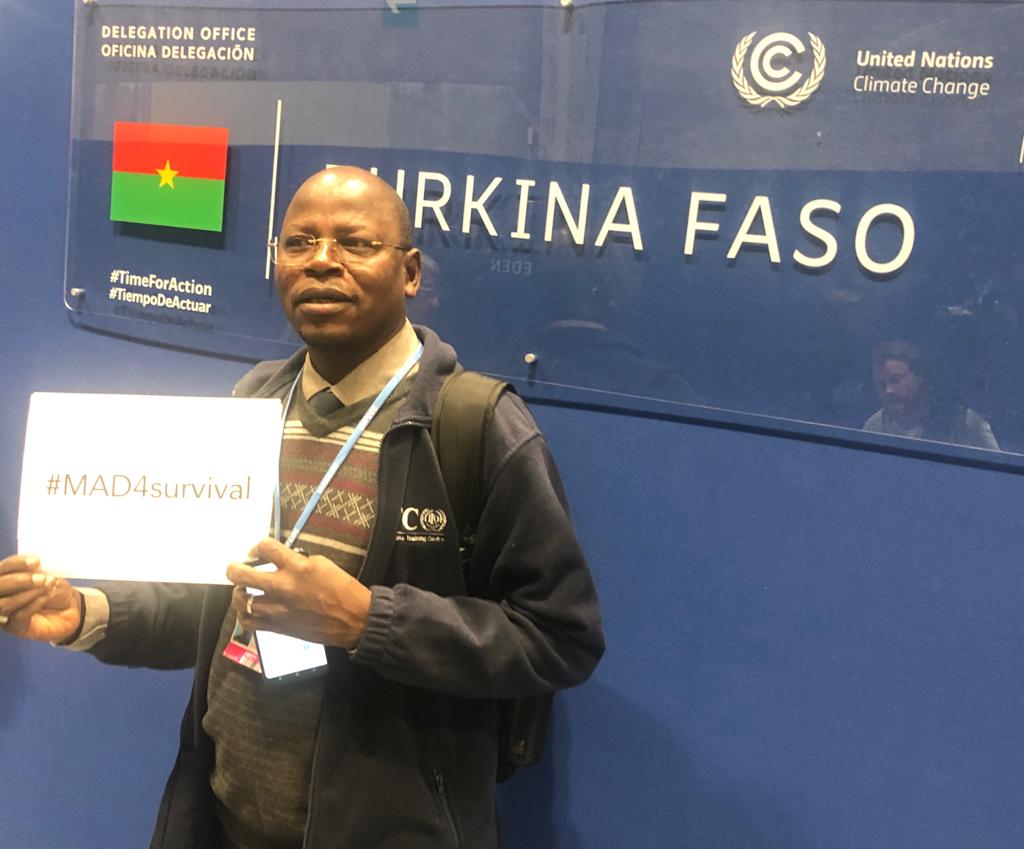 DELEGATION OFFICE
OFICINA DELEGACIÓN
United Nations
Climate Change
URKINA FASO
#TimeForAction
#TiempoDeActuar
#MAD4survival